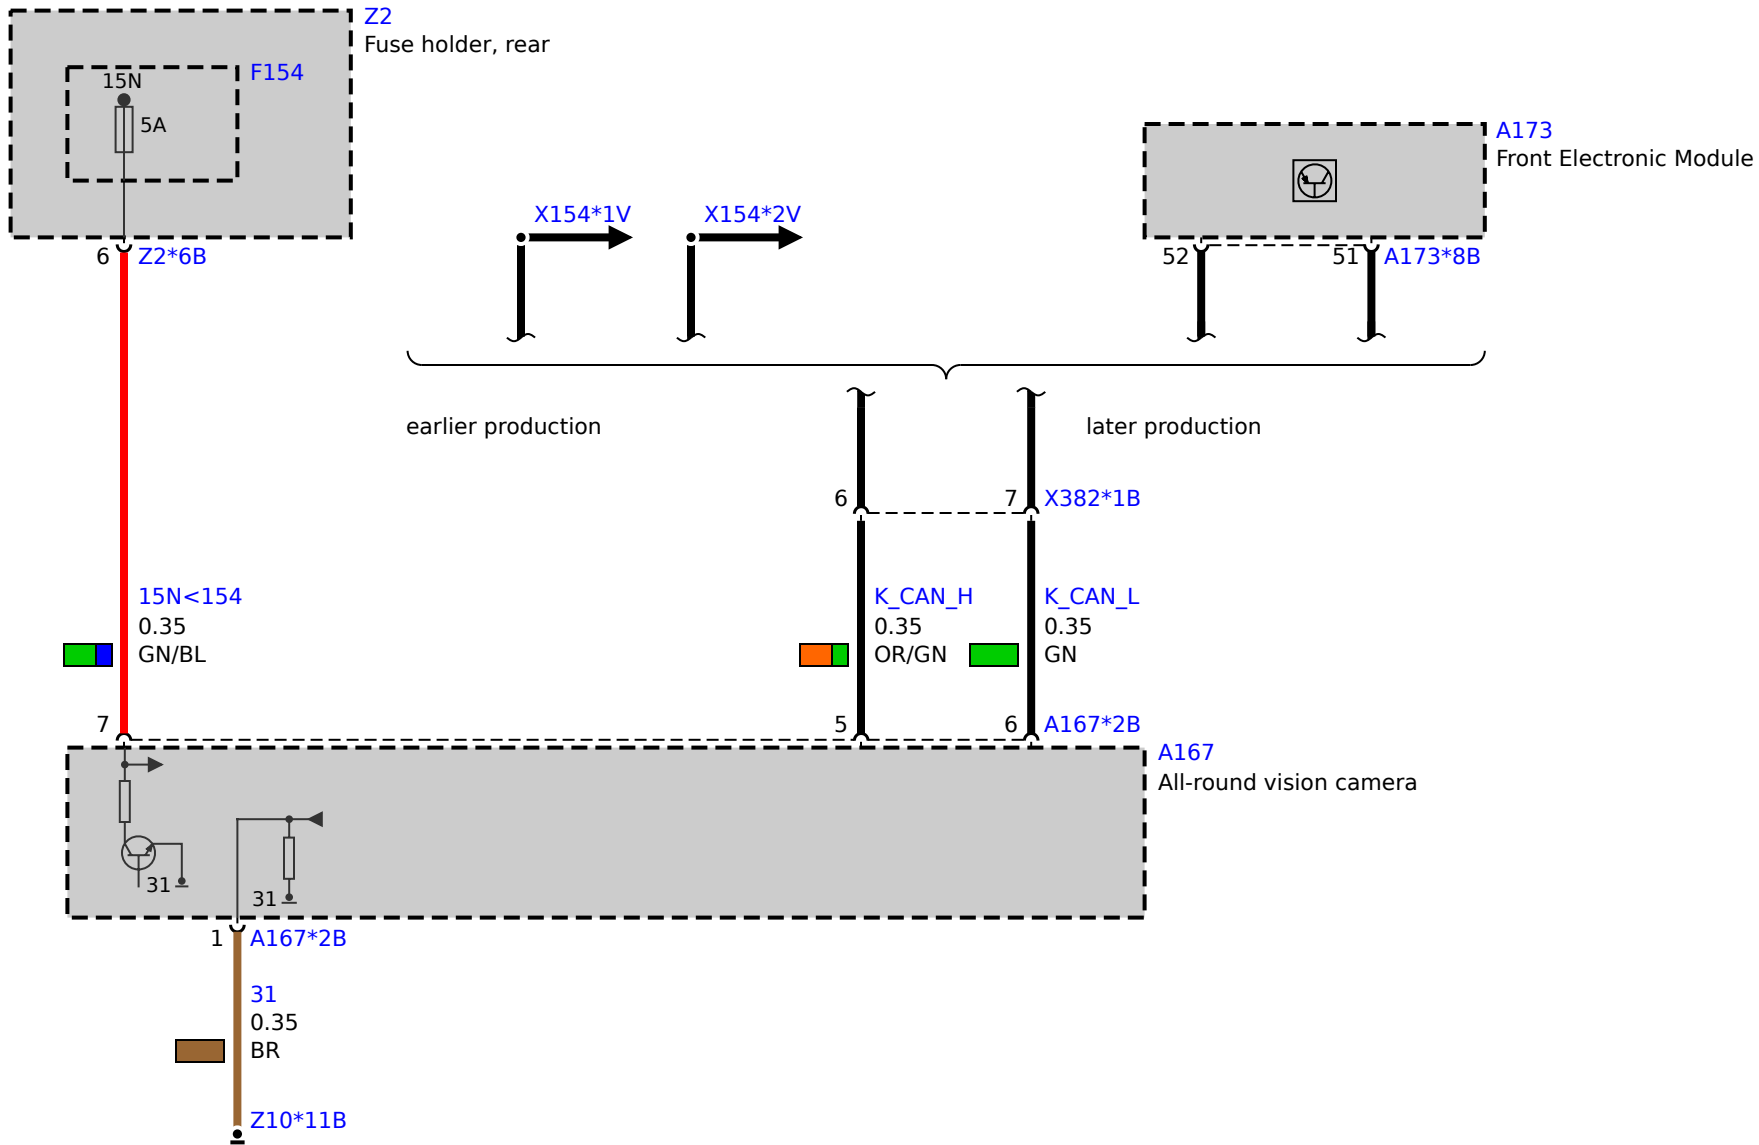 Z2
Fuse holder, rear
15N
F154
5A
A173
Front Electronic Module
X154*1V
X154*2V
6
Z2*6B
52
51
A173*8B
earlier production
later production
6
7
X382*1B
15N<154
0.35
GN/BL
K_CAN_H
0.35
OR/GN
K_CAN_L
0.35
GN
7
5
6
A167*2B
A167
All-round vision camera
31
31
1
A167*2B
31
0.35
BR
Z10*11B